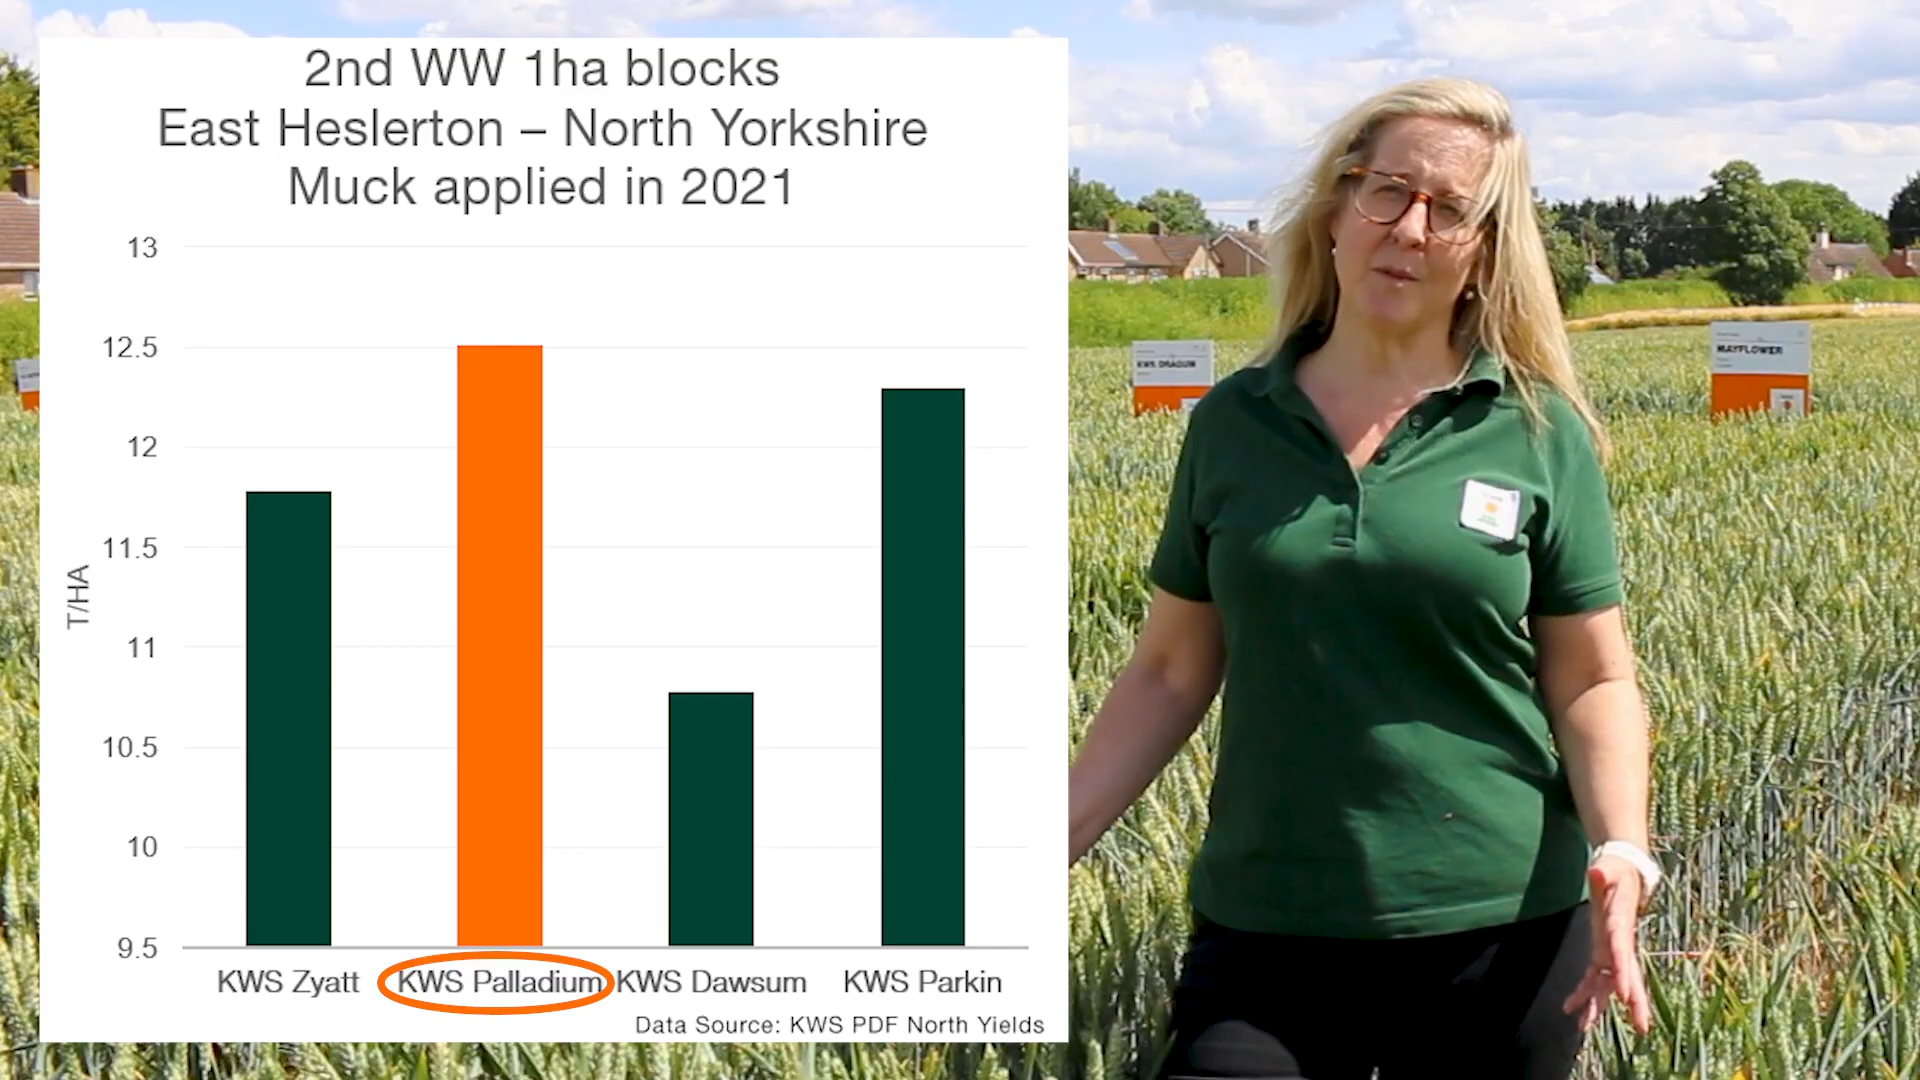 2nd WW 1ha blocks
East Heslerton – North Yorkshire
Muck applied in 2021
13
12.5
12
11.5
11
10.5
10
9.5
T/HA
KWS Zyatt
KWS Palladium
KWS Dawsum
KWS Parkin
Data Source: KWS PDF North Yields
MAYFLOWER